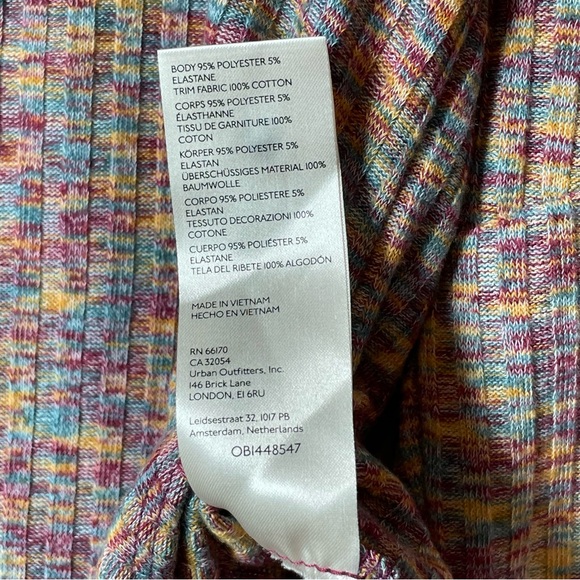 BODY 95% POLYESTER 5%
ELASTANE
TRIM FABRIC 100% COTTON
CORPS 95% POLYESTER 5%
ÉLASTHANNE
TISSU DE GARNITURE 100%
COTON
KÖRPER 95% POLYESTER 5%
ELASTAN
ÜBERSCHÜSSIGES MATERIAL 100%
BAUMWOLLE
CORPO 95% POLIESTERE 5%
ELASTAN
TESSUTO DECORAZIONI 100%
COTONE
CUERPO 95% POLIÉSTER 5%
ELASTANE
TELA DEL RIBETE 100% ALGODÓN
MADE IN VIETNAM
HECHO EN VIETNAM
RN 66170
CA 32054
Urban Outfitters, Inc.
146 Brick Lane
LONDON, E1 6RU
Leidsestraat 32, 1017 PB
Amsterdam, Netherlands
OB1448547